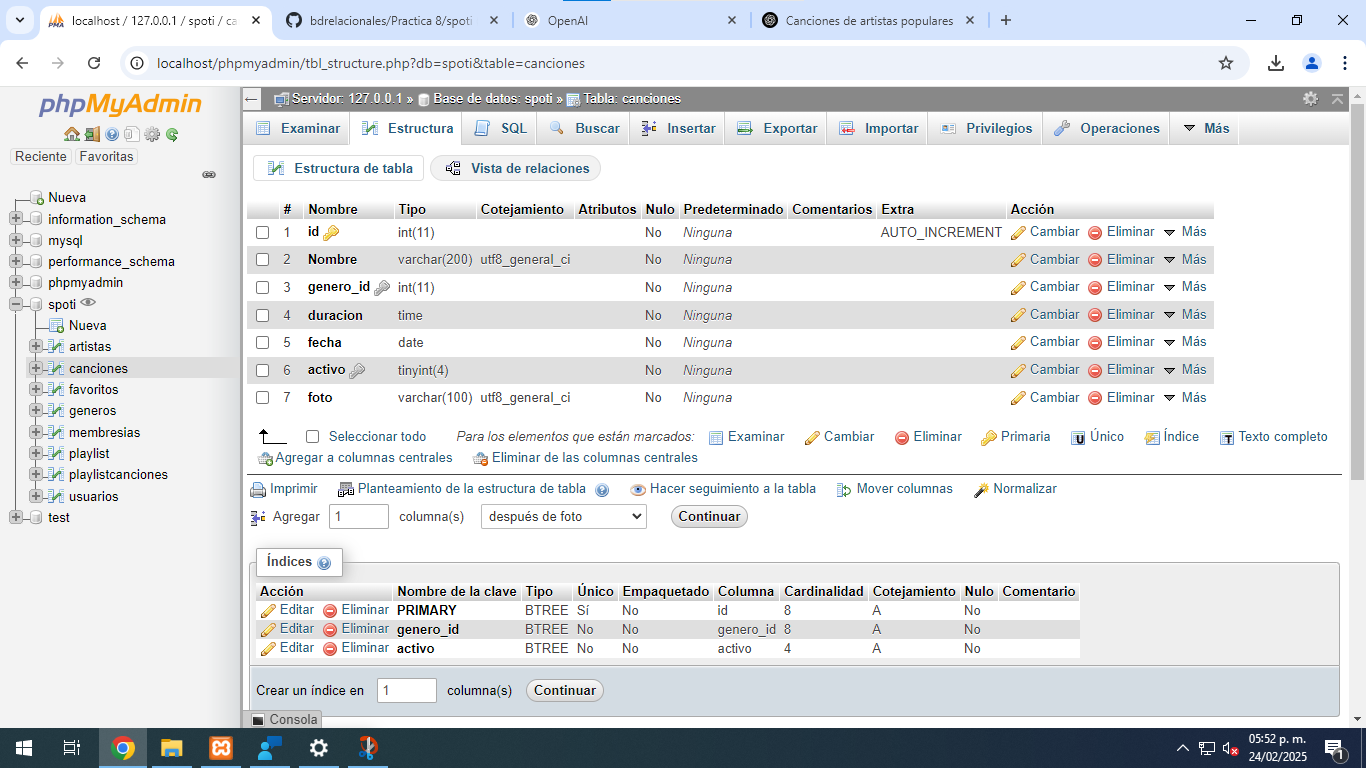 localhost / 127.0.0.1 / spoti / ca
bdrelacionales/Practica 8/spoti
OpenAI
Canciones de artistas populares
localhost/phpmyadmin/tbl_structure.php?db=spoti&table=canciones
phpMyAdmin
Reciente Favoritas
Nueva
information_schema
mysql
performance_schema
phpmyadmin
spoti
Nueva
artistas
canciones
favoritos
generos
membresias
playlist
playlistcanciones
usuarios
test
Servidor: 127.0.0.1 » Base de datos: spoti » Tabla: canciones
Examinar Estructura SQL Buscar Insertar Exportar Importar Privilegios Operaciones Más
Estructura de tabla Vista de relaciones
# Nombre Tipo Cotejamiento Atributos Nulo Predeterminado Comentarios Extra Acción
1 id int(11) No Ninguna AUTO_INCREMENT Cambiar Eliminar Más
2 Nombre varchar(200) utf8_general_ci No Ninguna Cambiar Eliminar Más
3 genero_id int(11) No Ninguna Cambiar Eliminar Más
4 duracion time No Ninguna Cambiar Eliminar Más
5 fecha date No Ninguna Cambiar Eliminar Más
6 activo tinyint(4) No Ninguna Cambiar Eliminar Más
7 foto varchar(100) utf8_general_ci No Ninguna Cambiar Eliminar Más
Seleccionar todo Para los elementos que están marcados: Examinar Cambiar Eliminar Primaria Único Índice Texto completo
Agregar a columnas centrales Eliminar de las columnas centrales
Imprimir Planteamiento de la estructura de tabla Hacer seguimiento a la tabla Mover columnas Normalizar
Agregar 1 columna(s) después de foto Continuar
Índices
Acción Nombre de la clave Tipo Único Empaquetado Columna Cardinalidad Cotejamiento Nulo Comentario
Editar Eliminar PRIMARY BTREE Sí No id 8 A No
Editar Eliminar genero_id BTREE No No genero_id 8 A No
Editar Eliminar activo BTREE No No activo 4 A No
Crear un índice en 1 columna(s) Continuar
Consola
05:52 p. m.
24/02/2025
1